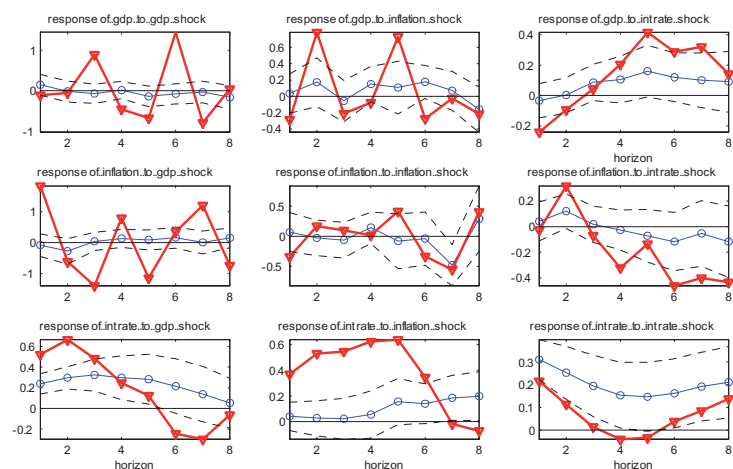 response.of.gdp.to.gdp.shock response.of.gdp.to.inflation.shock response.of.gdp.to.intrate.shock
1
0
-1
2 4 6 8
0.8
0.6
0.4
0.2
0
-0.2
-0.4
2 4 6 8
0.4
0.2
0
-0.2
2 4 6 8
horizon
response.of.inflation.to.gdp.shock response.of.inflation.to.inflation.shock response.of.inflation.to.intrate.shock
1
0
-1
2 4 6 8
0.5
0
-0.5
2 4 6 8
0.2
0
-0.2
-0.4
2 4 6 8
response.of.intrate.to.gdp.shock response.of.intrate.to.inflation.shock response.of.intrate.to.intrate.shock
0.6
0.4
0.2
0
-0.2
2 4 6 8
horizon
0.6
0.4
0.2
0
2 4 6 8
0.3
0.2
0.1
0
2 4 6 8
horizon